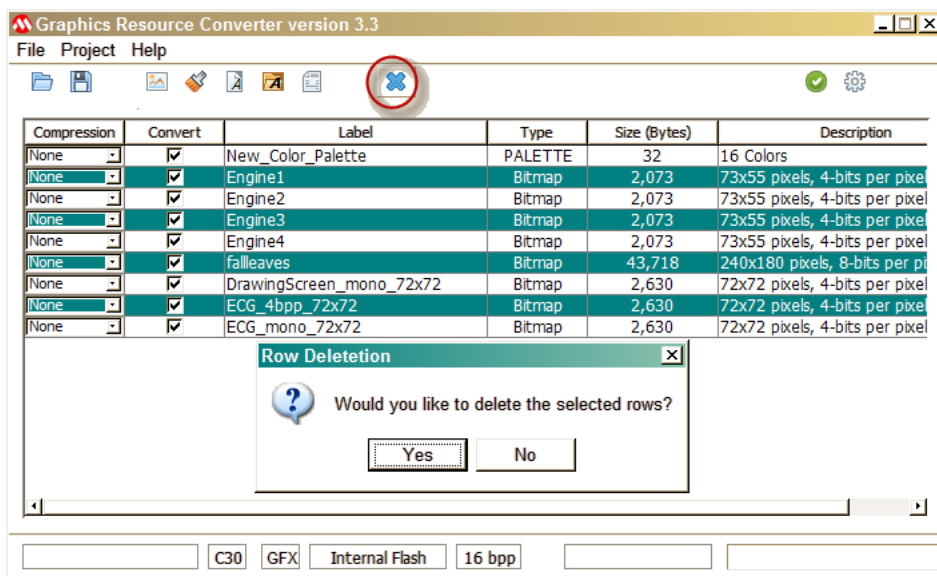 Graphics Resource Converter version 3.3
File Project Help
Compression Convert Label Type Size (Bytes) Description
None New_Color_Palette PALETTE 32 16 Colors
None Engine1 Bitmap 2,073 73x55 pixels, 4-bits per pixel
None Engine2 Bitmap 2,073 73x55 pixels, 4-bits per pixel
None Engine3 Bitmap 2,073 73x55 pixels, 4-bits per pixel
None Engine4 Bitmap 2,073 73x55 pixels, 4-bits per pixel
None fallleaves Bitmap 43,718 240x180 pixels, 8-bits per pi
None DrawingScreen_mono_72x72 Bitmap 2,630 72x72 pixels, 4-bits per pixel
None ECG_4bpp_72x72 Bitmap 2,630 72x72 pixels, 4-bits per pixel
None ECG_mono_72x72 Bitmap 2,630 72x72 pixels, 4-bits per pixel
Row Deletetion
Would you like to delete the selected rows?
Yes No
C30 GFX Internal Flash 16 bpp